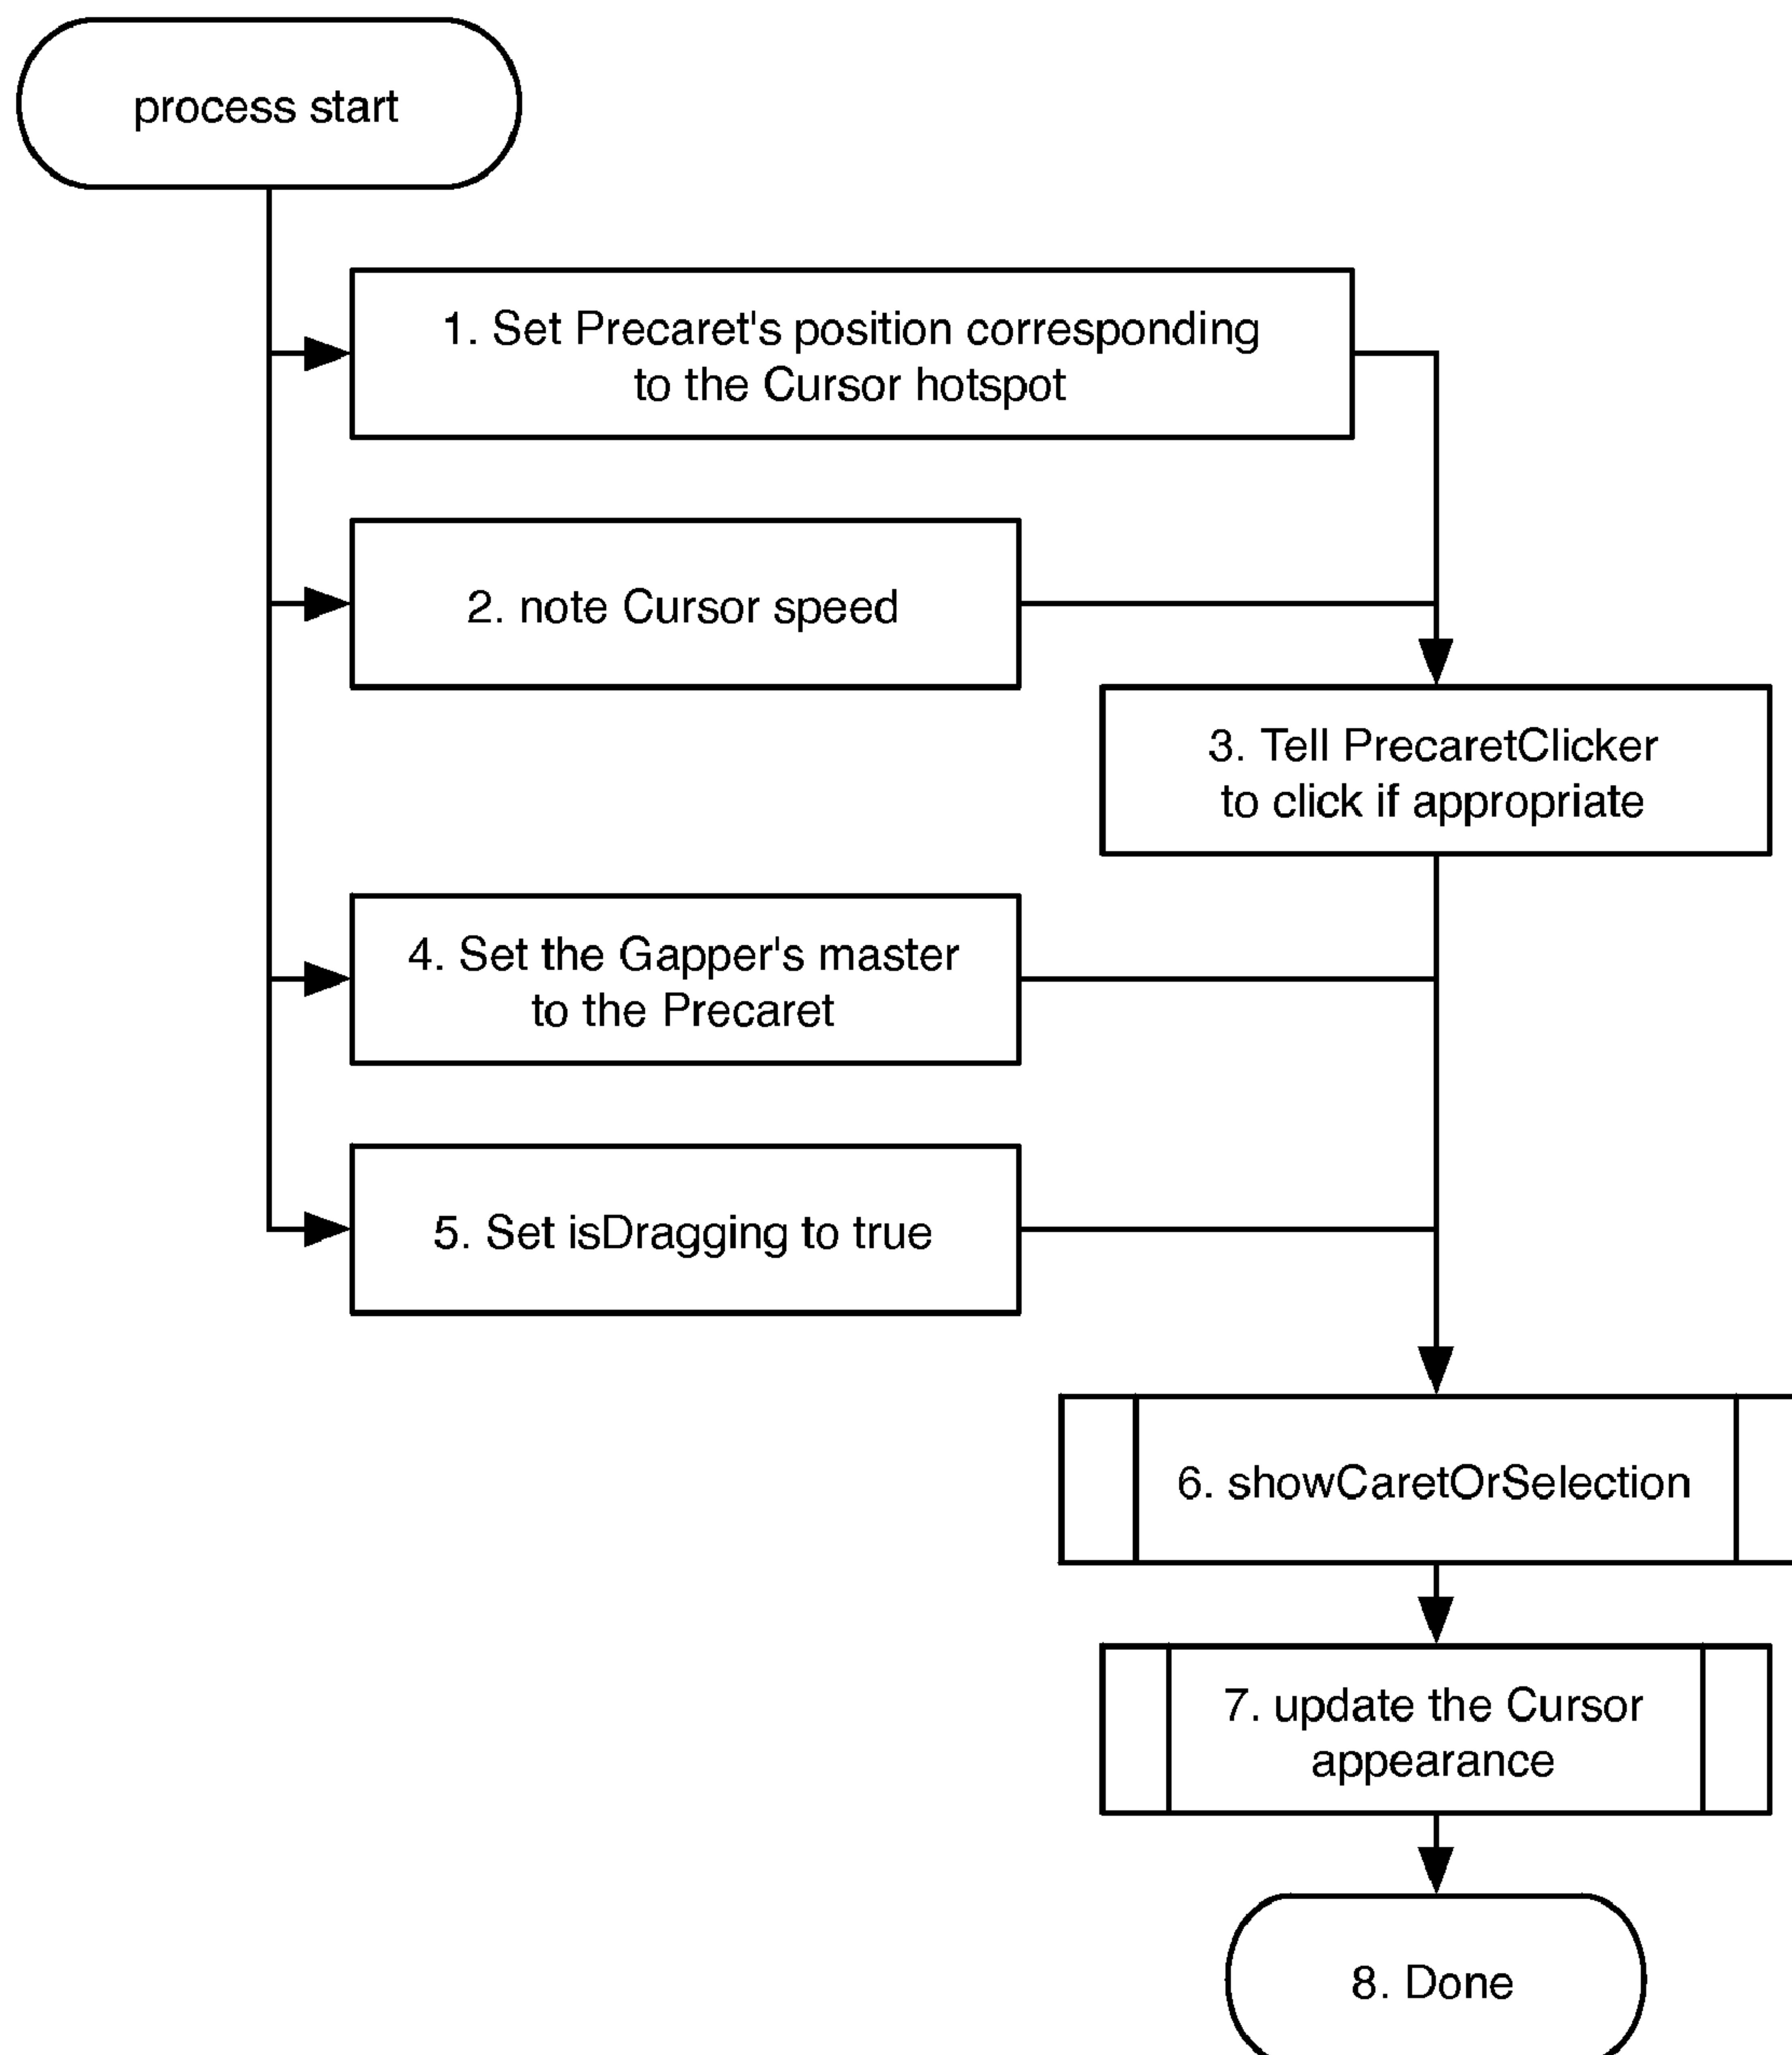 process start
1. Set Precaret's position corresponding
to the Cursor hotspot
2. note Cursor speed
3. Tell PrecaretClicker
to click if appropriate
4. Set the Gapper's master
to the Precaret
5. Set isDragging to true
6. showCaretOrSelection
7. update the Cursor
appearance
8. Done